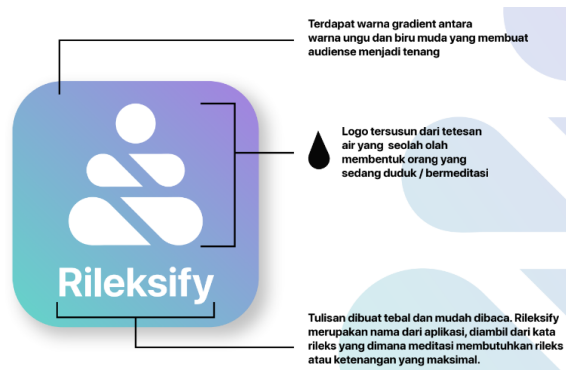 Terdapat warna gradient antara
warna ungu dan biru muda yang membuat
audiense menjadi tenang
Logo tersusun dari tetesan
air yang seolah olah
membentuk orang yang
sedang duduk / bermeditasi
Rileksify
Tulisan dibuat tebal dan mudah dibaca. Rileksify
merupakan nama dari aplikasi, diambil dari kata
rileks yang dimana meditasi membutuhkan rileks
atau ketenangan yang maksimal.